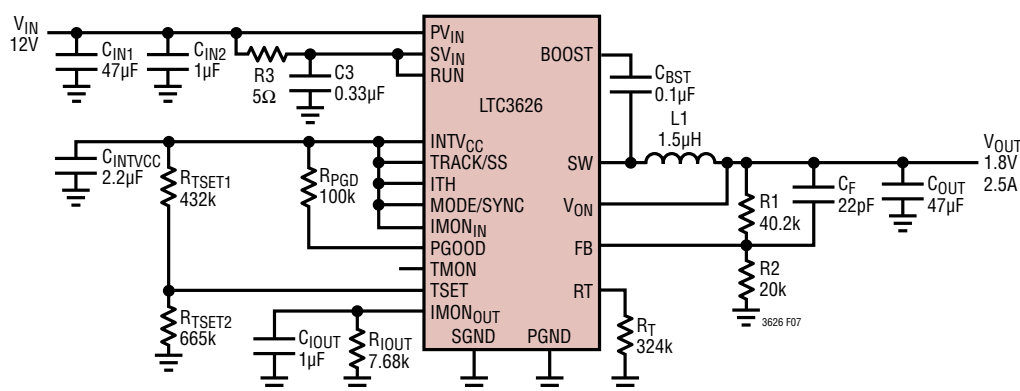 VIN
12V
CIN1
47µF
CIN2
1µF
R3
5Ω
C3
0.33µF
PVIN
SVIN
RUN
LTC3626
BOOST
CBST
0.1µF
L1
1.5µH
SW
VOUT
1.8V
2.5A
CINTVCC
2.2µF
RTSET1
432k
RPGD
100k
INTVCC
TRACK/SS
ITH
MODE/SYNC
IMONIN
PGOOD
TMON
TSET
IMONOUT
VON
FB
RT
R1
40.2k
CF
22pF
COUT
47µF
R2
20k
3626 F07
RTSET2
665k
CIOUT
1µF
RIOUT
7.68k
SGND
PGND
RT
324k